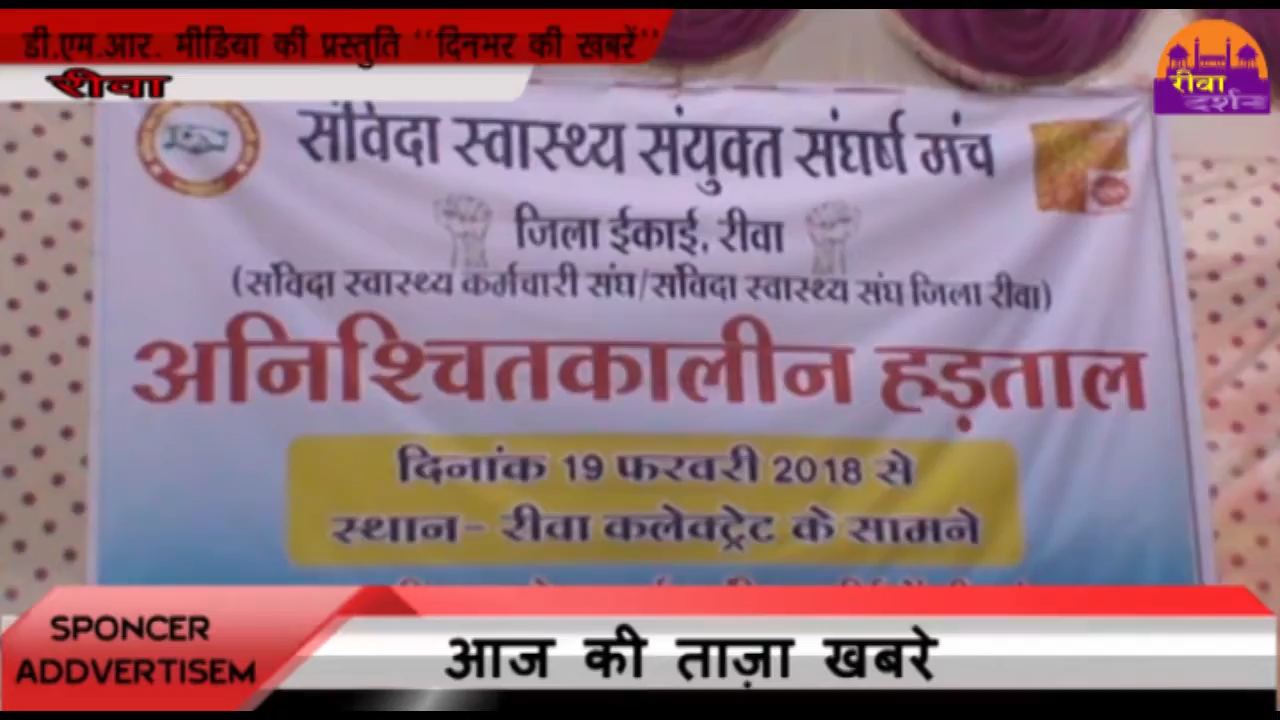 डी.एम.आर. मीडिया की प्रस्तुति ‘‘दिनभर की खबरें’’
रीवा
रीवा
दर्शन
संविदा स्वास्थ्य संयुक्त संघर्ष मंच
जिला ईकाई, रीवा
(संविदा स्वास्थ्य कर्मचारी संघ/संविदा स्वास्थ्य संघ जिला रीवा)
अनिश्चितकालीन हड़ताल
दिनांक 19 फरवरी 2018 से
स्थान- रीवा कलेक्ट्रेट के सामने
SPONCER
ADDVERTISEM
आज की ताज़ा खबरे